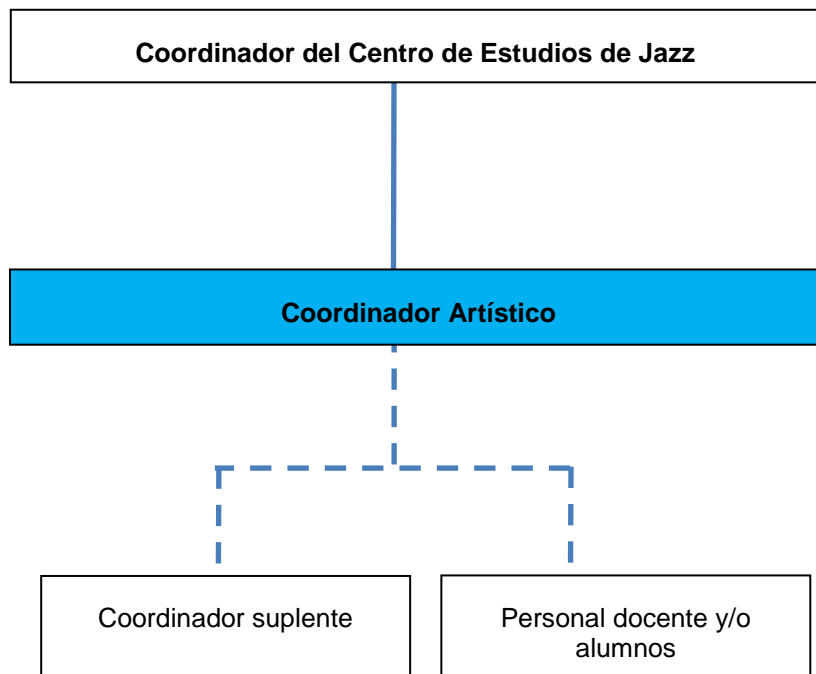 Coordinador del Centro de Estudios de Jazz
Coordinador Artístico
Coordinador suplente
Personal docente y/o
alumnos